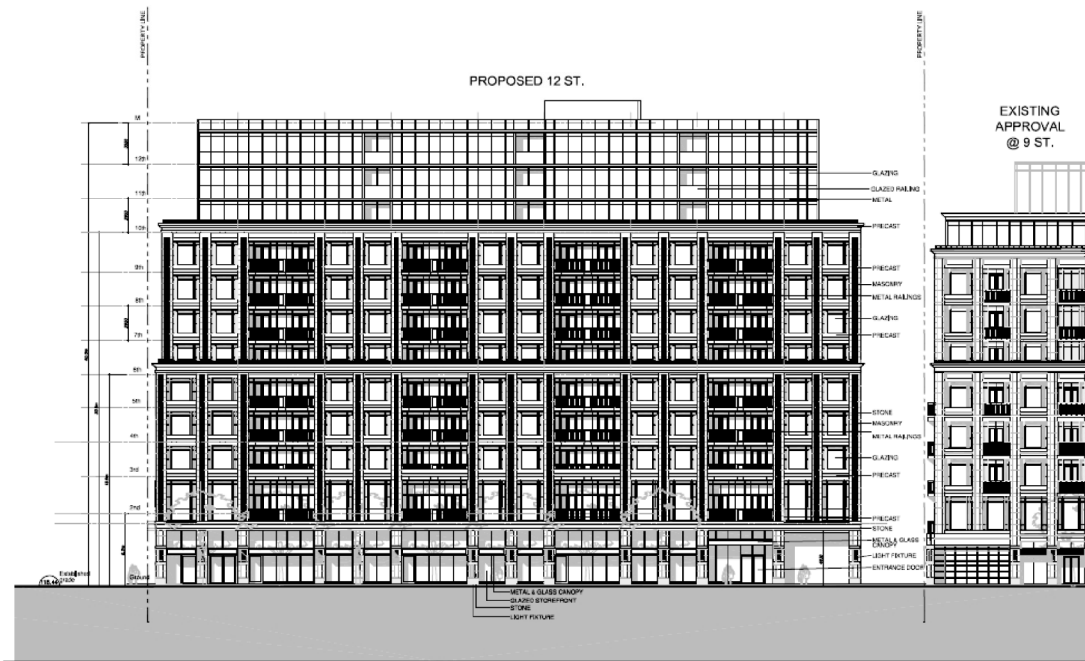 PROPERTY LINE
PROPERTY LINE
PROPOSED 12 ST.
EXISTING
APPROVAL
@ 9 ST.
M
12th
11th
10th
9th
8th
7th
6th
5th
4th
3rd
2nd
Ground
Established
grade
GLAZING
GLAZED RAILING
METAL
PRECAST
PRECAST
MASONRY
METAL RAILINGS
GLAZING
PRECAST
STONE
MASONRY
METAL RAILINGS
GLAZING
PRECAST
PRECAST
STONE
METAL & GLASS
CANOPY
LIGHT FIXTURE
ENTRANCE DOOR
METAL & GLASS CANOPY
GLAZED STOREFRONT
STONE
LIGHT FIXTURE